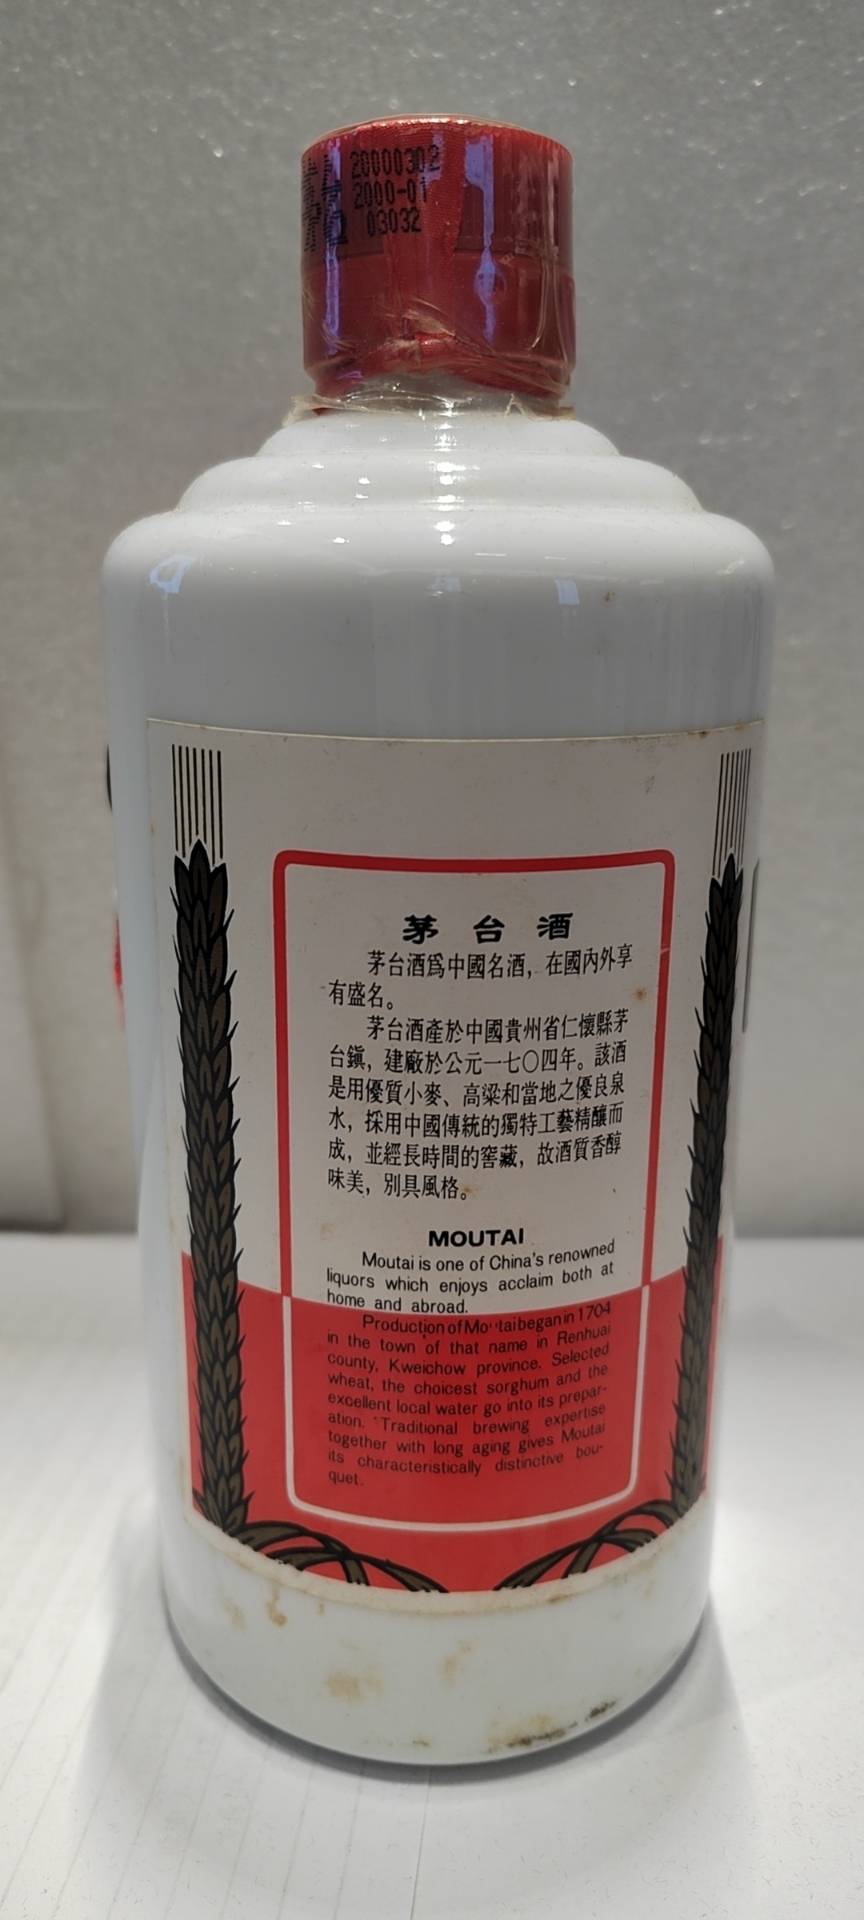 20000302
2000-01
03032
茅台酒
茅台酒爲中國名酒，在國內外享
有盛名。
茅台酒產於中國貴州省仁懷縣茅
台鎮，建廠於公元一七〇四年。該酒
是用優質小麥、高梁和當地之優良泉
水，採用中國傳統的獨特工藝精釀而
成，並經長時間的窖藏，故酒質香醇
味美，別具風格。
MOUTAI
Moutai is one of China's renowned
liquors which enjoys acclaim both at
home and abroad.
Production of Moutai began in 1704
in the town of that name in Renhuai
county, Kweichow province. Selected
wheat, the choicest sorghum and the
excellent local water go into its prepar-
ation. Traditional brewing expertise
together with long aging gives Moutai
its characteristically distinctive bou-
quet.